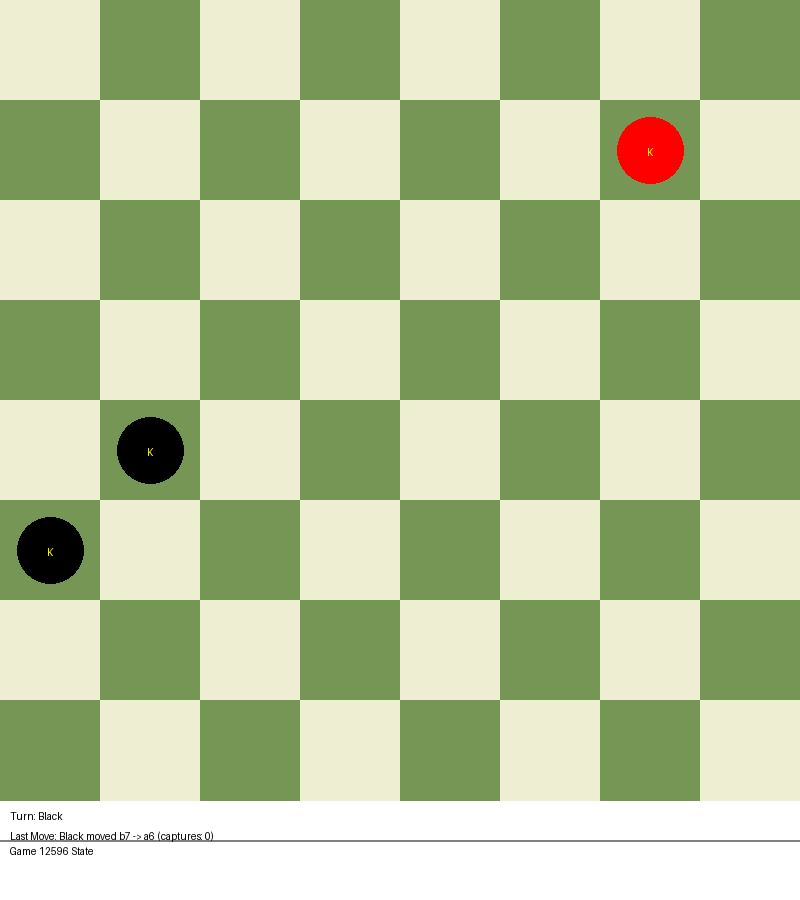 K
K
K
Turn: Black
Last Move: Black moved b7 -> a6 (captures: 0)
Game 12596 State